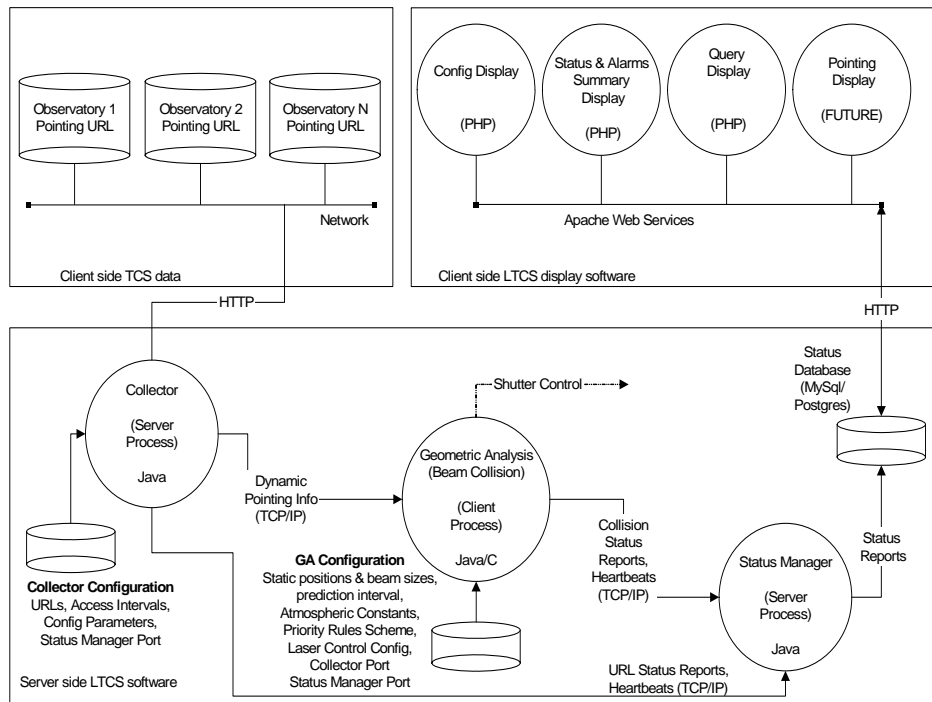 Observatory 1
Pointing URL
Observatory 2
Pointing URL
Observatory N
Pointing URL
Network
Client side TCS data
Config Display
(PHP)
Status & Alarms
Summary
Display
(PHP)
Query
Display
(PHP)
Pointing
Display
(FUTURE)
Apache Web Services
Client side LTCS display software
HTTP
HTTP
Collector
(Server
Process)
Java
Shutter Control
Status
Database
(MySql/
Postgres)
Dynamic
Pointing Info
(TCP/IP)
Geometric Analysis
(Beam Collision)
(Client
Process)
Java/C
Collision
Status
Reports,
Heartbeats
(TCP/IP)
Status
Reports
Status Manager
(Server
Process)
Java
Collector Configuration
URLs, Access Intervals,
Config Parameters,
Status Manager Port
GA Configuration
Static positions & beam sizes,
prediction interval,
Atmospheric Constants,
Priority Rules Scheme,
Laser Control Config,
Collector Port
Status Manager Port
URL Status Reports,
Heartbeats (TCP/IP)
Server side LTCS software